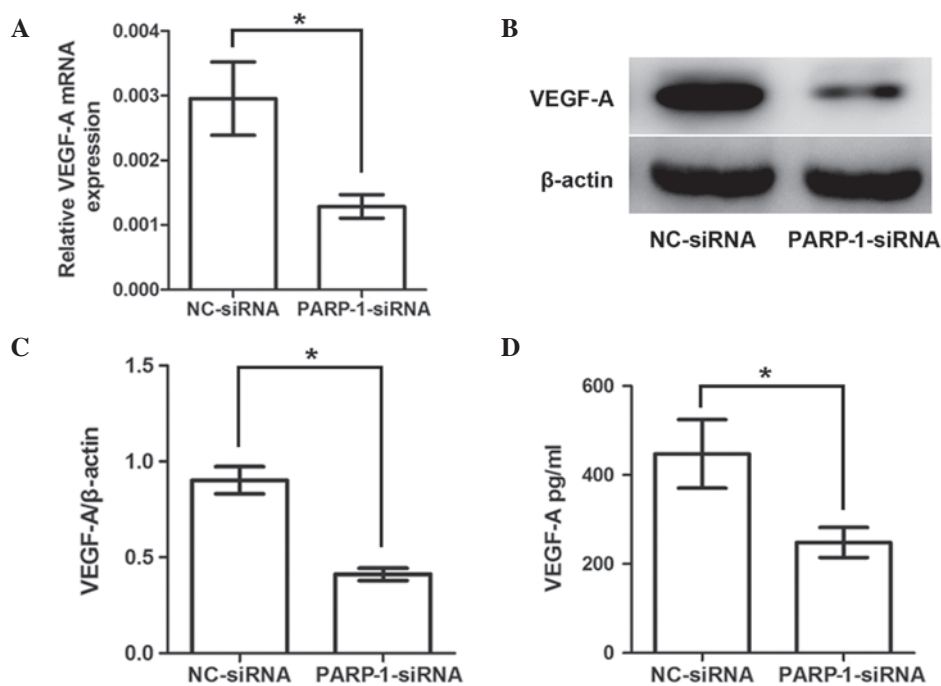 A
Relative VEGF-A mRNA
expression
0.004
0.003
0.002
0.001
0.000
*
NC-siRNA PARP-1-siRNA
B
VEGF-A
β-actin
NC-siRNA PARP-1-siRNA
C
VEGF-A/β-actin
1.5
1.0
0.5
0.0
*
NC-siRNA PARP-1-siRNA
D
VEGF-A pg/ml
600
400
200
0
*
NC-siRNA PARP-1-siRNA